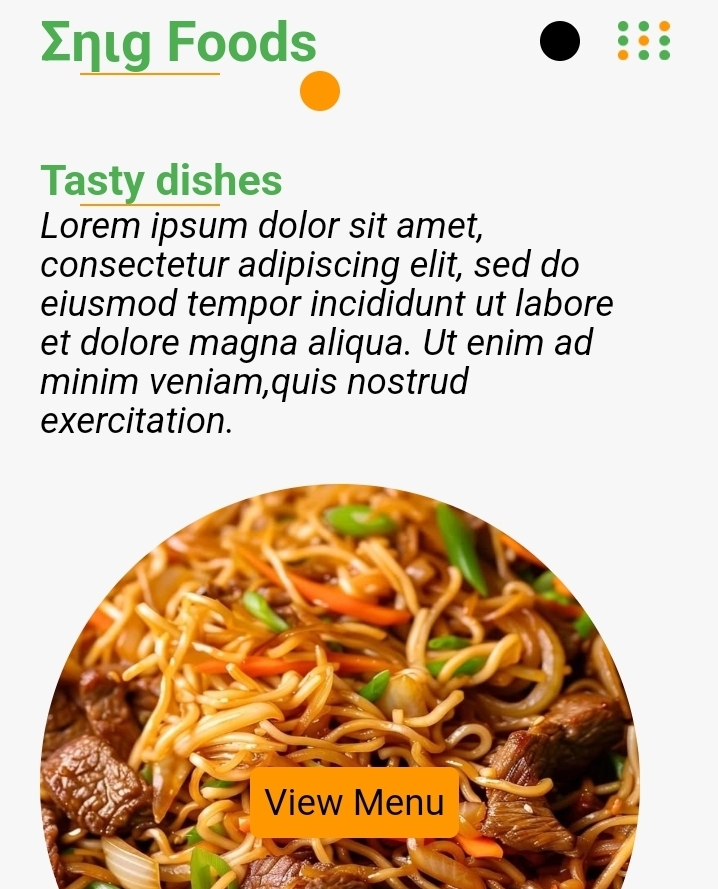 Σηιg Foods
Tasty dishes
Lorem ipsum dolor sit amet,
consectetur adipiscing elit, sed do
eiusmod tempor incididunt ut labore
et dolore magna aliqua. Ut enim ad
minim veniam,quis nostrud
exercitation.
View Menu